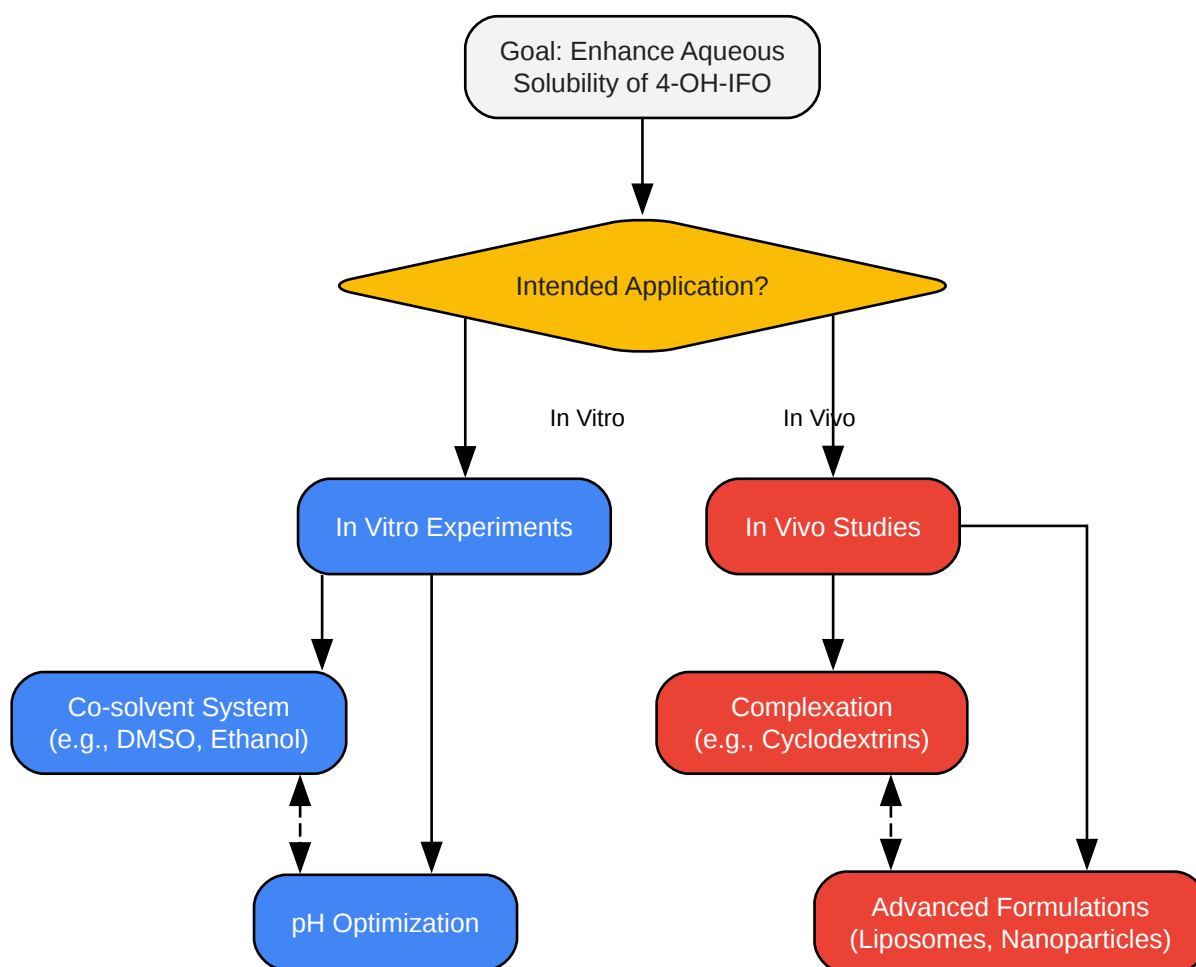 Goal: Enhance Aqueous
Solubility of 4-OH-IFO
Intended Application?
In Vitro
In Vivo
In Vitro Experiments
In Vivo Studies
Co-solvent System
(e.g., DMSO, Ethanol)
Complexation
(e.g., Cyclodextrins)
pH Optimization
Advanced Formulations
(Liposomes, Nanoparticles)